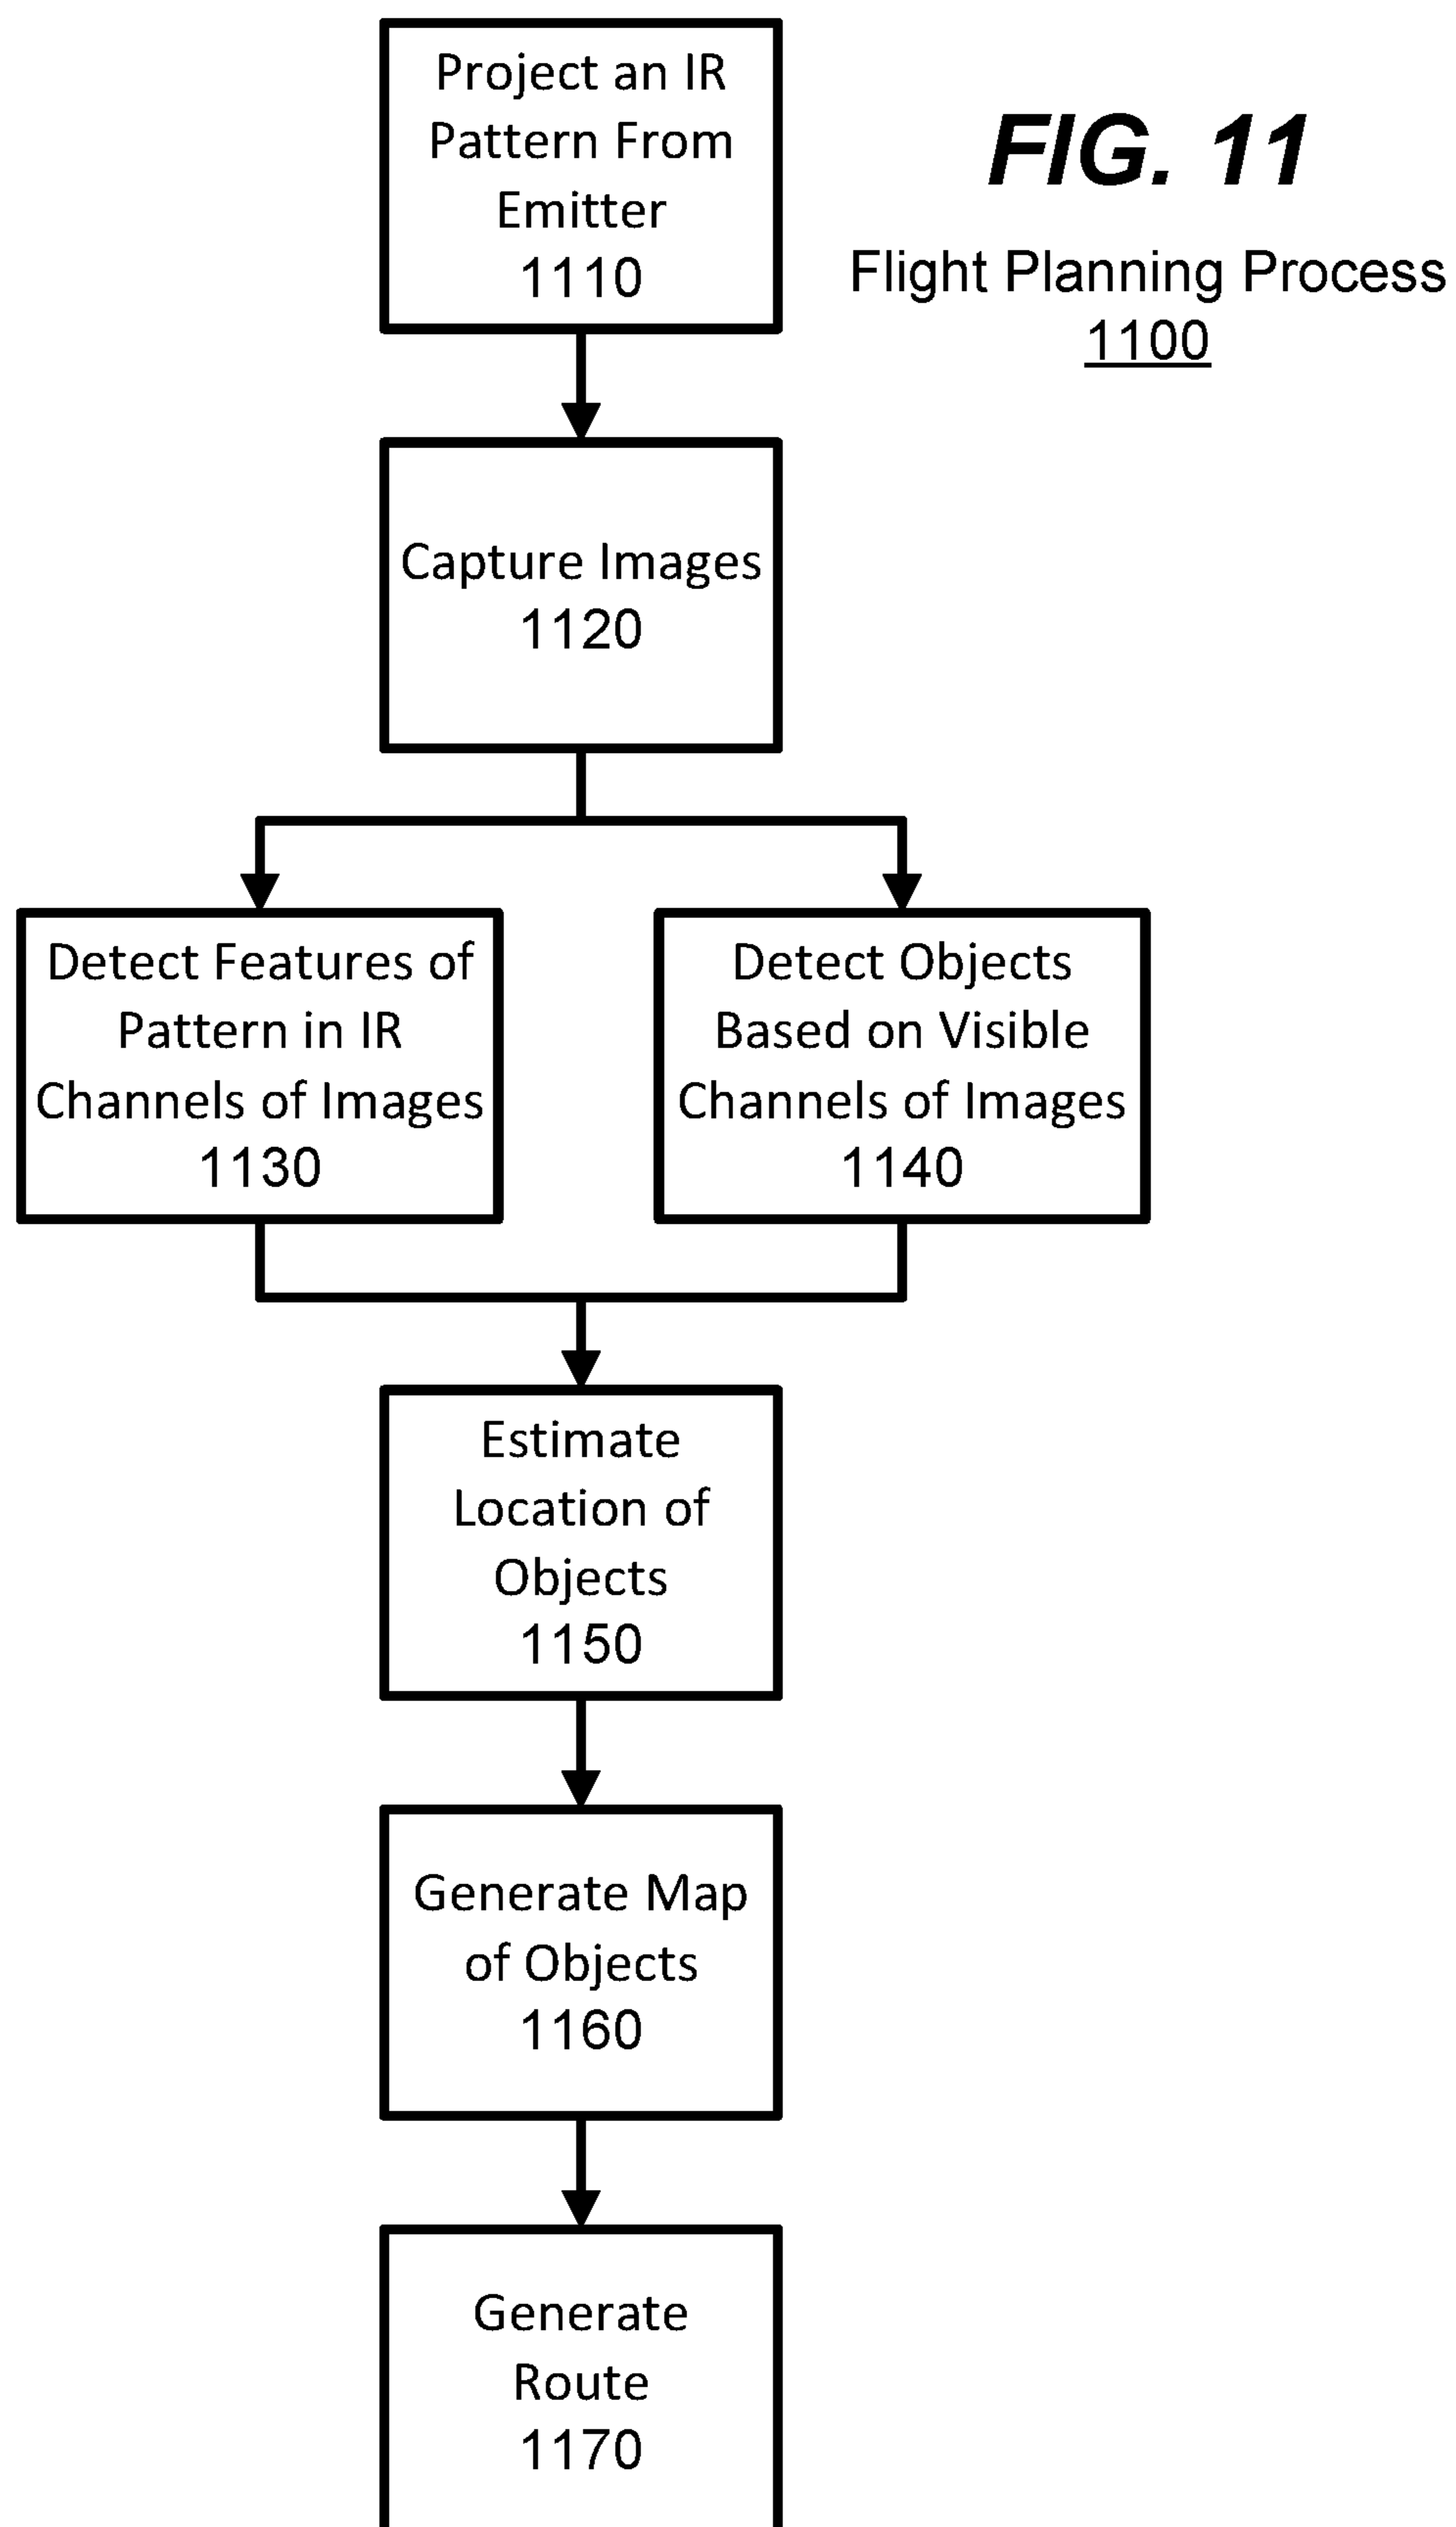 Project an IR
Pattern From
Emitter
1110
FIG. 11
Flight Planning Process
1100
Capture Images
1120
Detect Features of
Pattern in IR
Channels of Images
1130
Detect Objects
Based on Visible
Channels of Images
1140
Estimate
Location of
Objects
1150
Generate Map
of Objects
1160
Generate
Route
1170